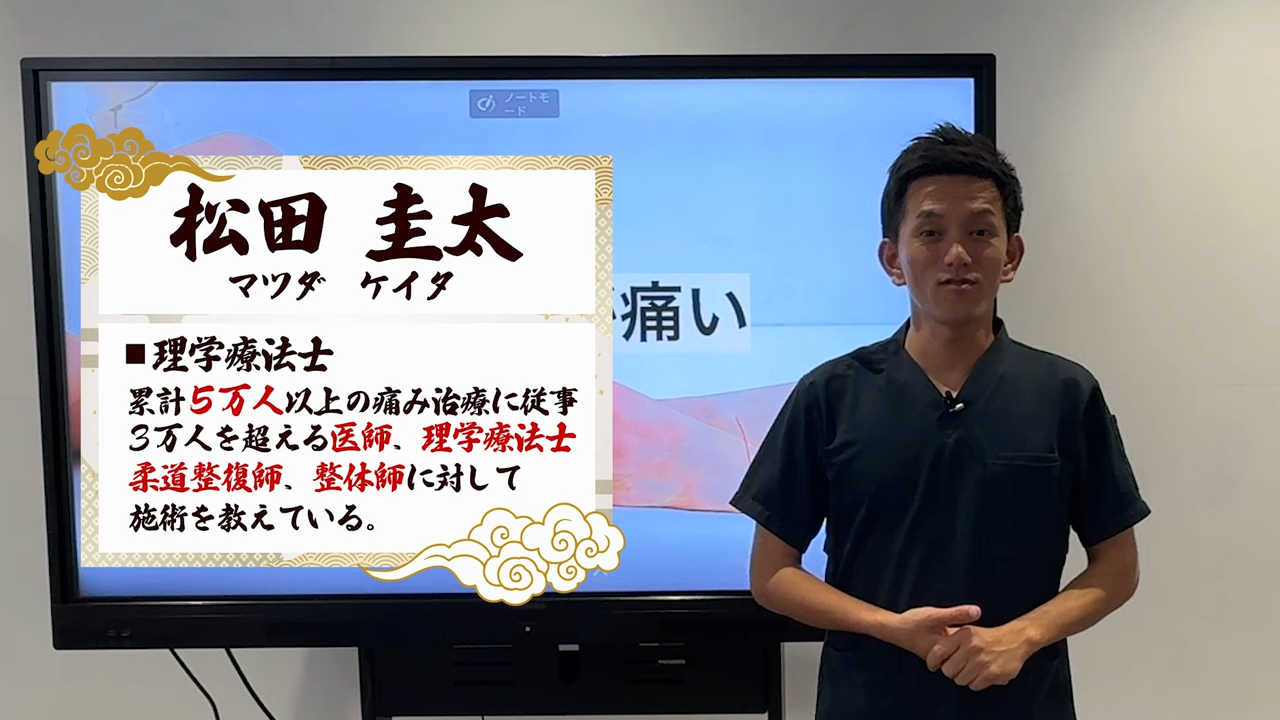 ノートモ
ード
松田 圭太
マツダ ケイタ
■理学療法士
累計5万人以上の痛み治療に従事
3万人を超える医師、理学療法士
柔道整復師、整体師に対して
施術を教えている。
痛い